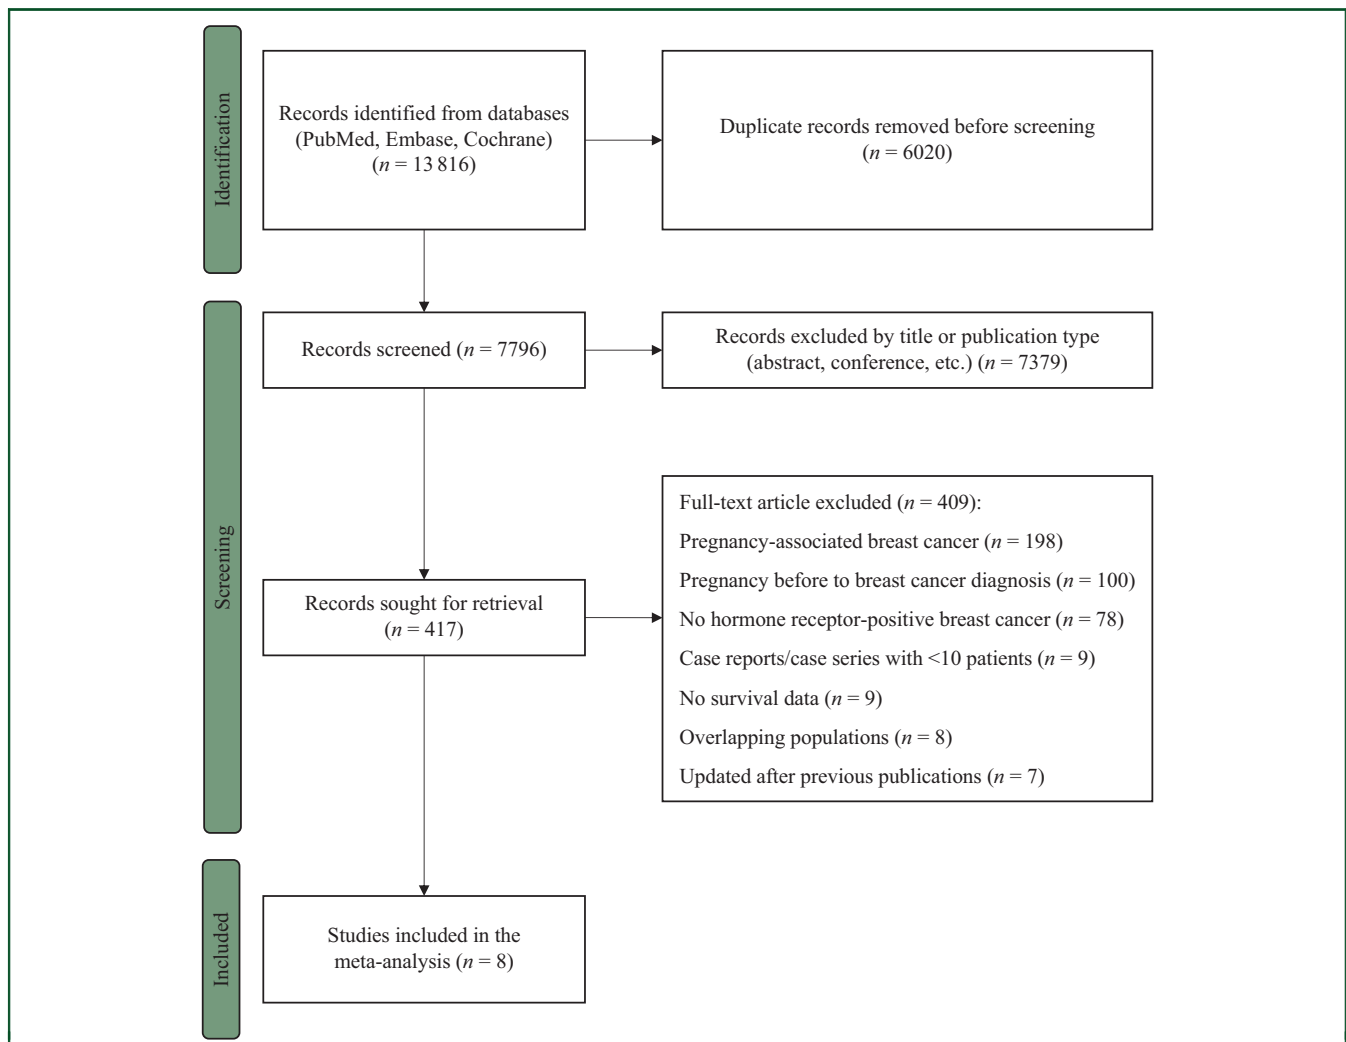 Identification
Records identified from databases
(PubMed, Embase, Cochrane)
(n = 13 816)
Duplicate records removed before screening
(n = 6020)
Screening
Records screened (n = 7796)
Records excluded by title or publication type
(abstract, conference, etc.) (n = 7379)
Records sought for retrieval
(n = 417)
Full-text article excluded (n = 409):
Pregnancy-associated breast cancer (n = 198)
Pregnancy before to breast cancer diagnosis (n = 100)
No hormone receptor-positive breast cancer (n = 78)
Case reports/case series with <10 patients (n = 9)
No survival data (n = 9)
Overlapping populations (n = 8)
Updated after previous publications (n = 7)
Included
Studies included in the
meta-analysis (n = 8)